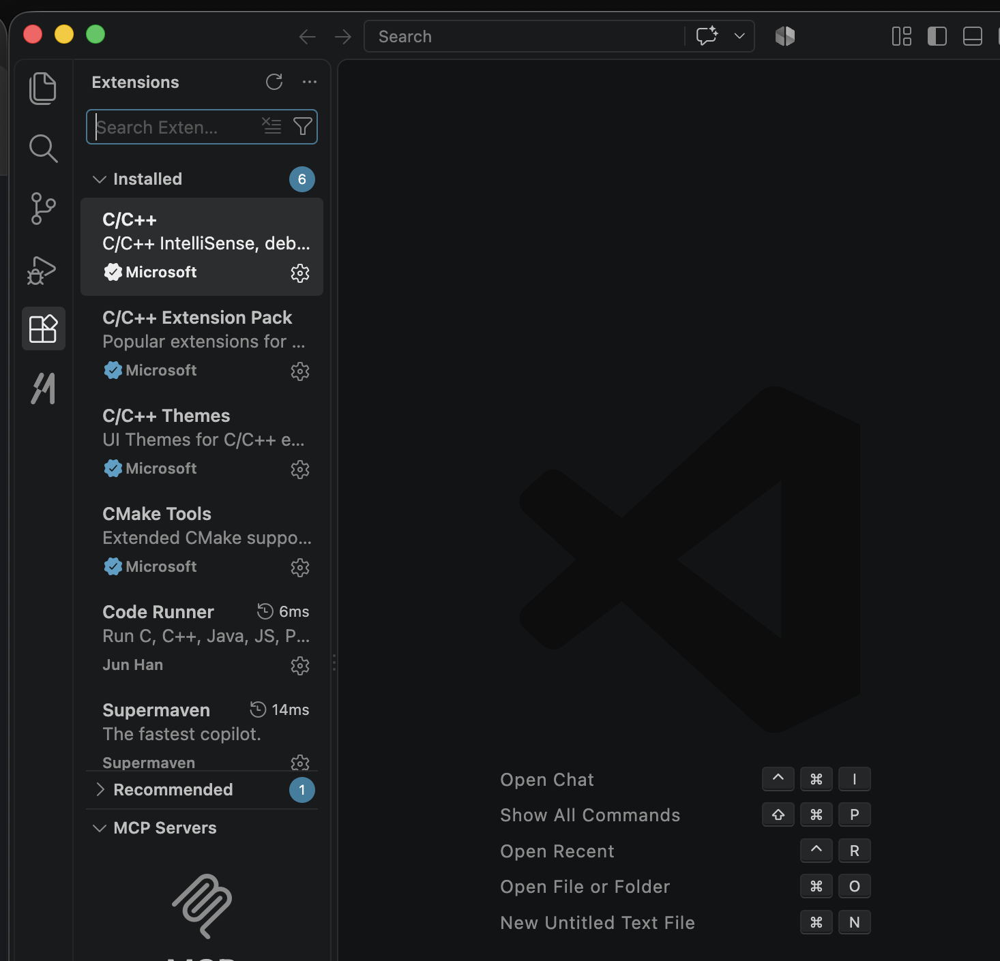 Search
Extensions
Search Exten...
Installed 6
C/C++
C/C++ IntelliSense, deb...
Microsoft
C/C++ Extension Pack
Popular extensions for ...
Microsoft
C/C++ Themes
UI Themes for C/C++ e...
Microsoft
CMake Tools
Extended CMake suppo...
Microsoft
Code Runner 6ms
Run C, C++, Java, JS, P...
Jun Han
Supermaven 14ms
The fastest copilot.
Supermaven
Recommended 1
MCP Servers
Open Chat ⌃ ⌘ I
Show All Commands ⇧ ⌘ P
Open Recent ⌃ R
Open File or Folder ⌘ O
New Untitled Text File ⌘ N